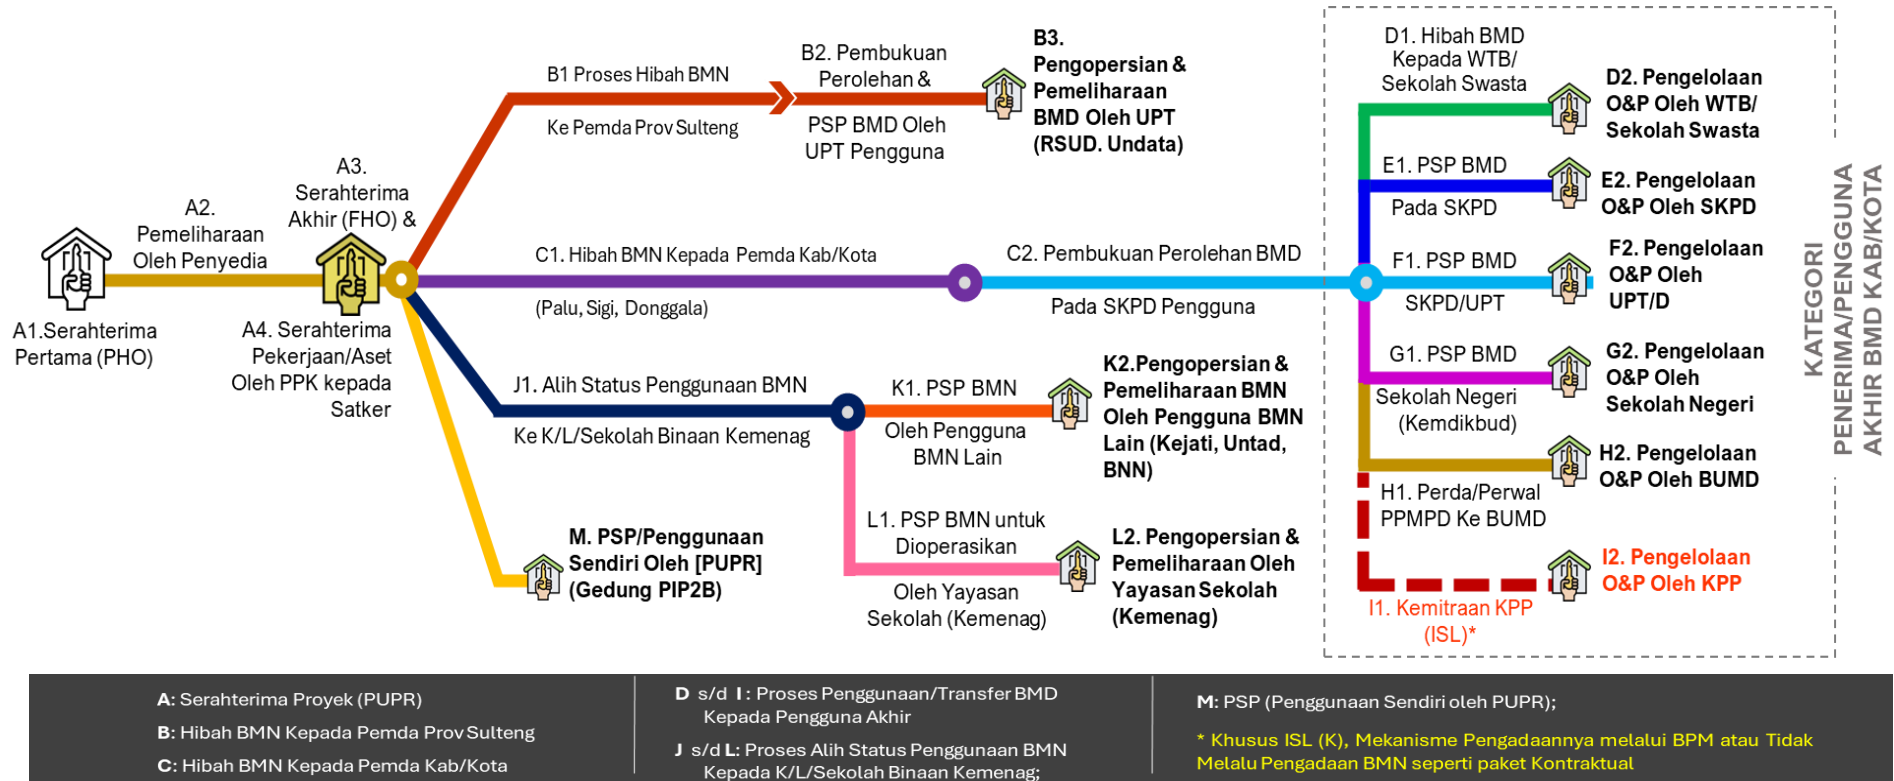 A1.Serahterima
Pertama (PHO)
A2.
Pemeliharaan
Oleh Penyedia
A3.
Serahterima
Akhir (FHO) &
A4. Serahterima
Pekerjaan/Aset
Oleh PPK kepada
Satker
B1 Proses Hibah BMN
Ke Pemda Prov Sulteng
B2. Pembukuan
Perolehan &
PSP BMD Oleh
UPT Pengguna
B3.
Pengopersian &
Pemeliharaan
BMD Oleh UPT
(RSUD. Undata)
C1. Hibah BMN Kepada Pemda Kab/Kota
(Palu, Sigi, Donggala)
C2. Pembukuan Perolehan BMD
Pada SKPD Pengguna
J1. Alih Status Penggunaan BMN
Ke K/L/Sekolah Binaan Kemenag
K1. PSP BMN
Oleh Pengguna
BMN Lain
K2.Pengopersian &
Pemeliharaan BMN
Oleh Pengguna BMN
Lain (Kejati, Untad,
BNN)
L1. PSP BMN untuk
Dioperasikan
Oleh Yayasan
Sekolah (Kemenag)
L2. Pengopersian &
Pemeliharaan Oleh
Yayasan Sekolah
(Kemenag)
M. PSP/Penggunaan
Sendiri Oleh [PUPR]
(Gedung PIP2B)
D1. Hibah BMD
Kepada WTB/
Sekolah Swasta
D2. Pengelolaan
O&P Oleh WTB/
Sekolah Swasta
E1. PSP BMD
Pada SKPD
E2. Pengelolaan
O&P Oleh SKPD
F1. PSP BMD
SKPD/UPT
F2. Pengelolaan
O&P Oleh
UPT/D
G1. PSP BMD
Sekolah Negeri
(Kemdikbud)
G2. Pengelolaan
O&P Oleh
Sekolah Negeri
H1. Perda/Perwal
PPMPD Ke BUMD
H2. Pengelolaan
O&P Oleh BUMD
I1. Kemitraan KPP
(ISL)*
I2. Pengelolaan
O&P Oleh KPP
KATEGORI
PENERIMA/PENGGUNA
AKHIR BMD KAB/KOTA
A: Serahterima Proyek (PUPR)
B: Hibah BMN Kepada Pemda Prov Sulteng
C: Hibah BMN Kepada Pemda Kab/Kota
D s/d I : Proses Penggunaan/Transfer BMD
Kepada Pengguna Akhir
J s/d L: Proses Alih Status Penggunaan BMN
Kepada K/L/Sekolah Binaan Kemenag;
M: PSP (Penggunaan Sendiri oleh PUPR);
* Khusus ISL (K), Mekanisme Pengadaannya melalui BPM atau Tidak
Melalu Pengadaan BMN seperti paket Kontraktual